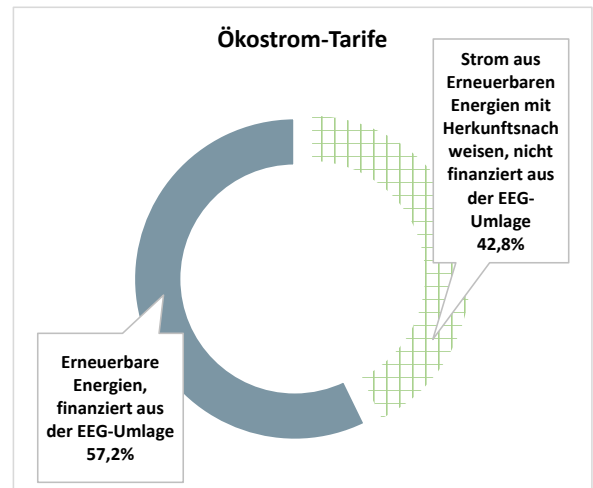 Ökostrom-Tarife
Strom aus
Erneuerbaren
Energien mit
Herkunftsnach
weisen, nicht
finanziert aus
der EEG-
Umlage
42,8%
Erneuerbare
Energien,
finanziert aus
der EEG-Umlage
57,2%